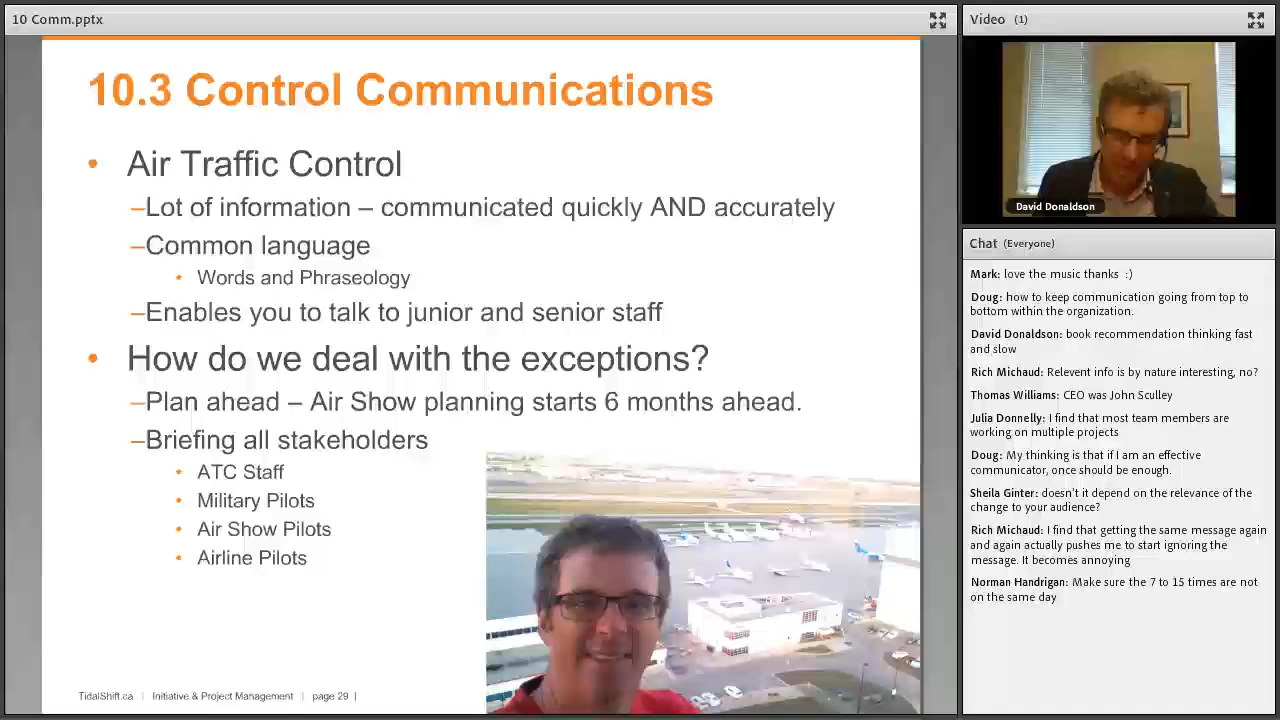 10 Comm.pptx
10.3 Control Communications
• Air Traffic Control
–Lot of information – communicated quickly AND accurately
–Common language
• Words and Phraseology
–Enables you to talk to junior and senior staff
• How do we deal with the exceptions?
–Plan ahead – Air Show planning starts 6 months ahead.
–Briefing all stakeholders
• ATC Staff
• Military Pilots
• Air Show Pilots
• Airline Pilots
TidalShift.ca | Initiative & Project Management | page 29 |
Video (1)
David Donaldson
Chat (Everyone)
Mark: love the music thanks :)
Doug: how to keep communication going from top to
bottom within the organization.
David Donaldson: book recommendation thinking fast
and slow
Rich Michaud: Relevent info is by nature interesting, no?
Thomas Williams: CEO was John Sculley
Julia Donnelly: I find that most team members are
working on multiple projects
Doug: My thinking is that if I am an effective
communicator, once should be enough.
Sheila Ginter: doesn't it depend on the relevance of the
change to your audience?
Rich Michaud: I find that getting the same message again
and again actually pushes me to start ignoring the
message. It becomes annoying
Norman Handrigan: Make sure the 7 to 15 times are not
on the same day